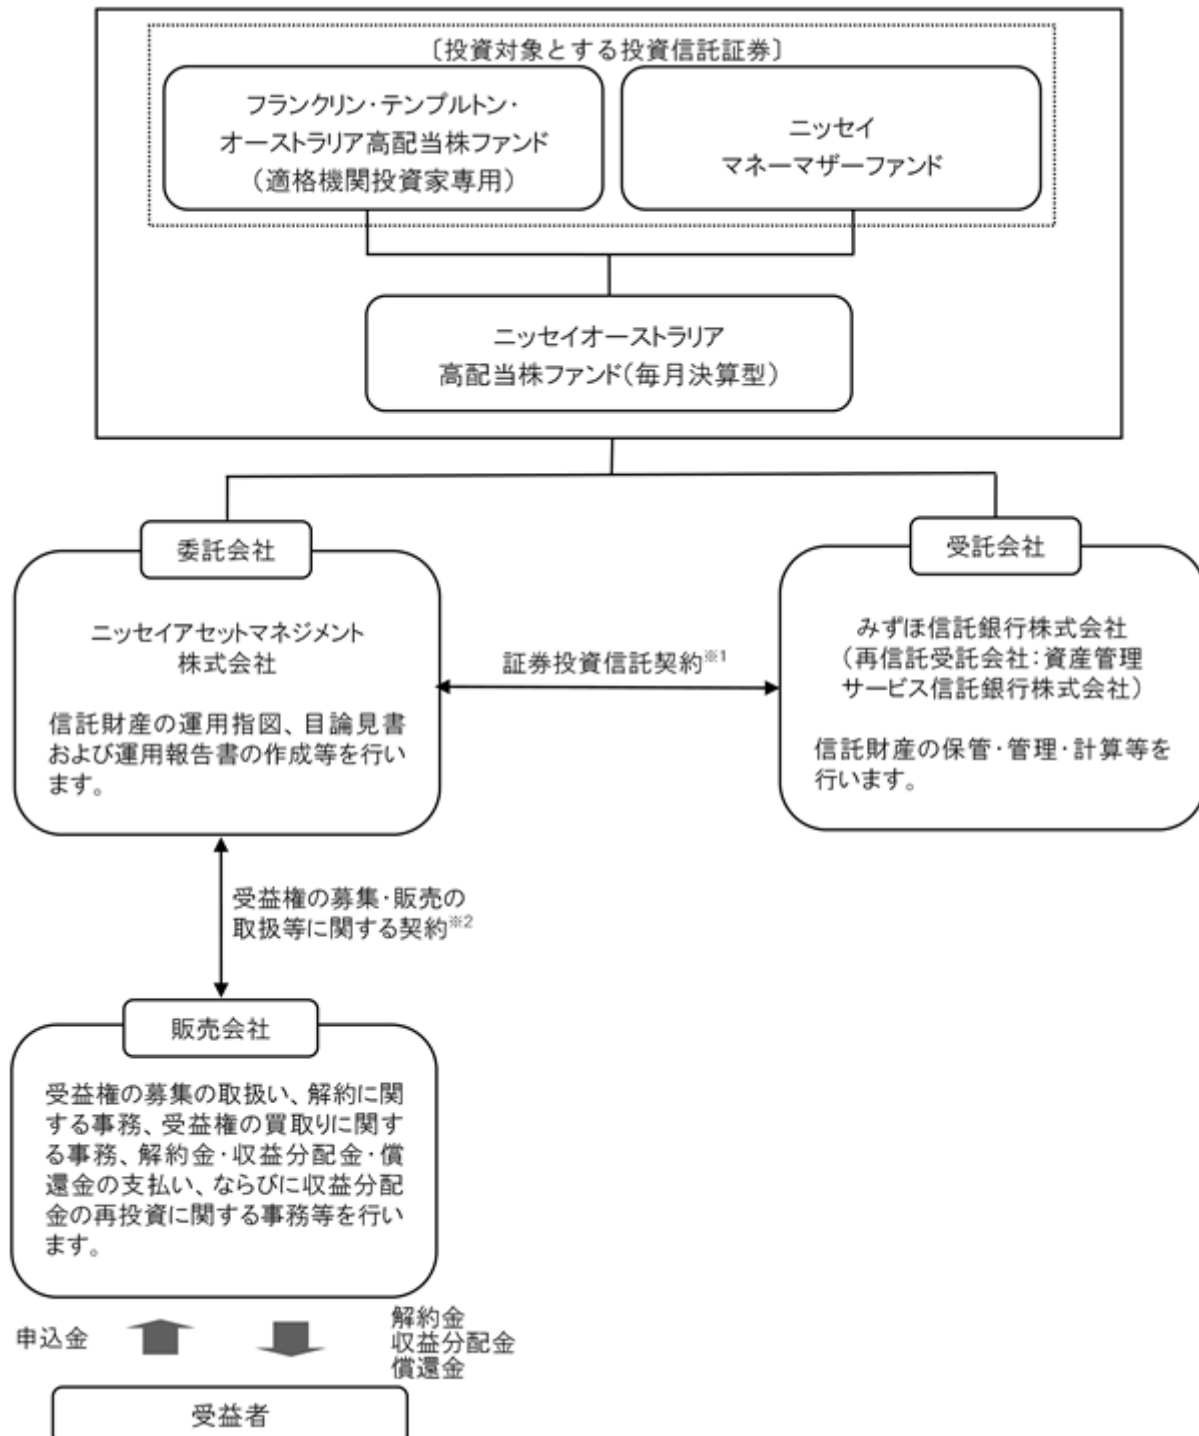 〔投資対象とする投資信託証券〕
フランクリン・テンプルトン・
オーストラリア高配当株ファンド
（適格機関投資家専用）
ニッセイ
マネーマザーファンド
ニッセイオーストラリア
高配当株ファンド（毎月決算型）
委託会社
ニッセイアセットマネジメント
株式会社
信託財産の運用指図、目論見書
および運用報告書の作成等を行い
ます。
証券投資信託契約※1
受託会社
みずほ信託銀行株式会社
（再信託受託会社：資産管理
サービス信託銀行株式会社）
信託財産の保管・管理・計算等を
行います。
受益権の募集・販売の
取扱等に関する契約※2
販売会社
受益権の募集の取扱い、解約に関
する事務、受益権の買取りに関す
る事務、解約金・収益分配金・償
還金の支払い、ならびに収益分配
金の再投資に関する事務等を行い
ます。
申込金
解約金
収益分配金
償還金
受益者